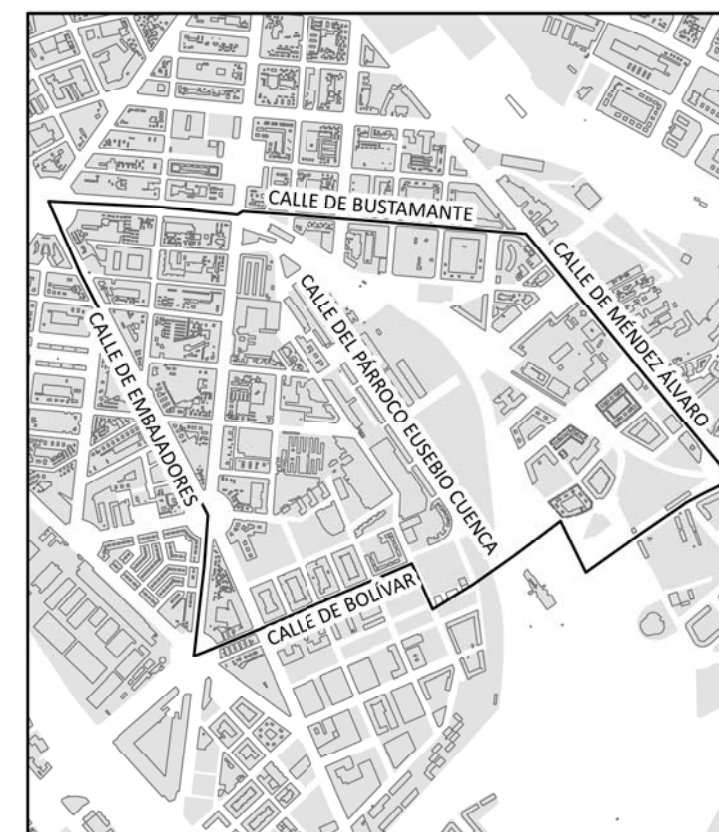 CALLE DE BUSTAMANTE
CALLE DE MÉNDEZ ÁLVARO
CALLE DEL PÁRROCO EUSEBIO CUENCA
CALLE DE EMBAJADORES
CALLE DE BOLÍVAR